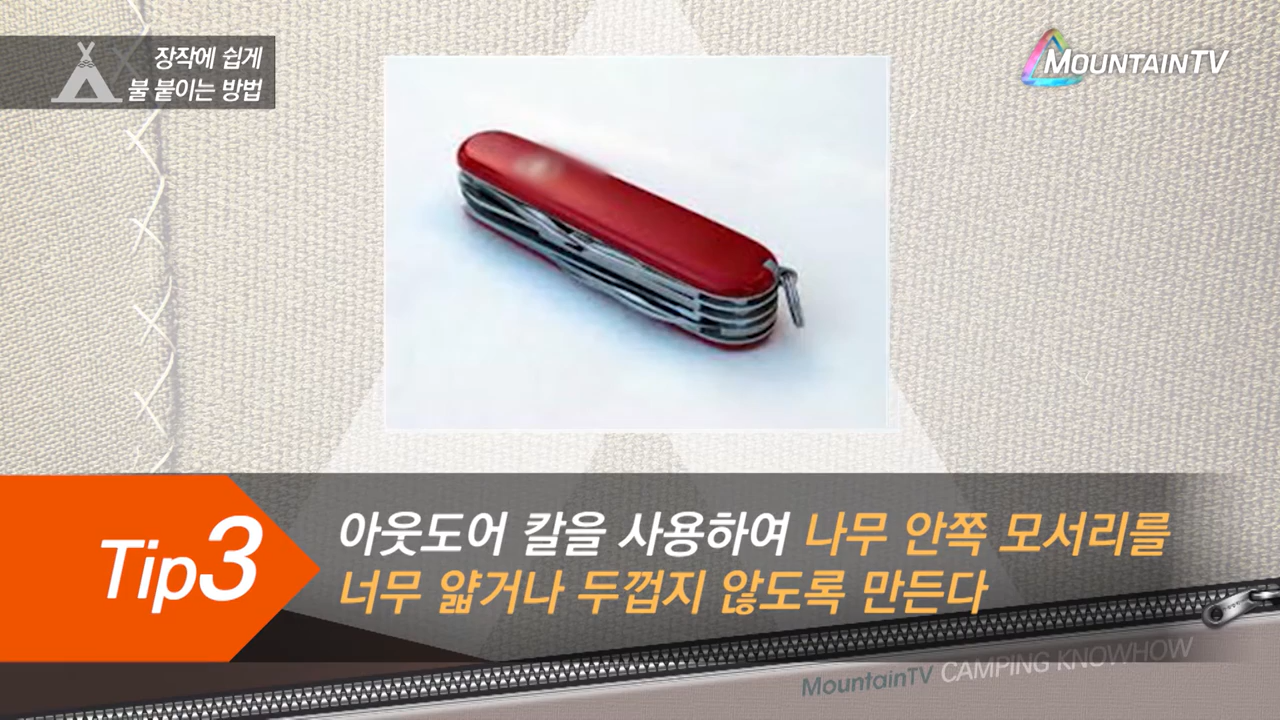 장작에 쉽게
불 붙이는 방법
MOUNTAINTV
Tip3
아웃도어 칼을 사용하여 나무 안쪽 모서리를
너무 얇거나 두껍지 않도록 만든다
MountainTV CAMPING KNOWHOW